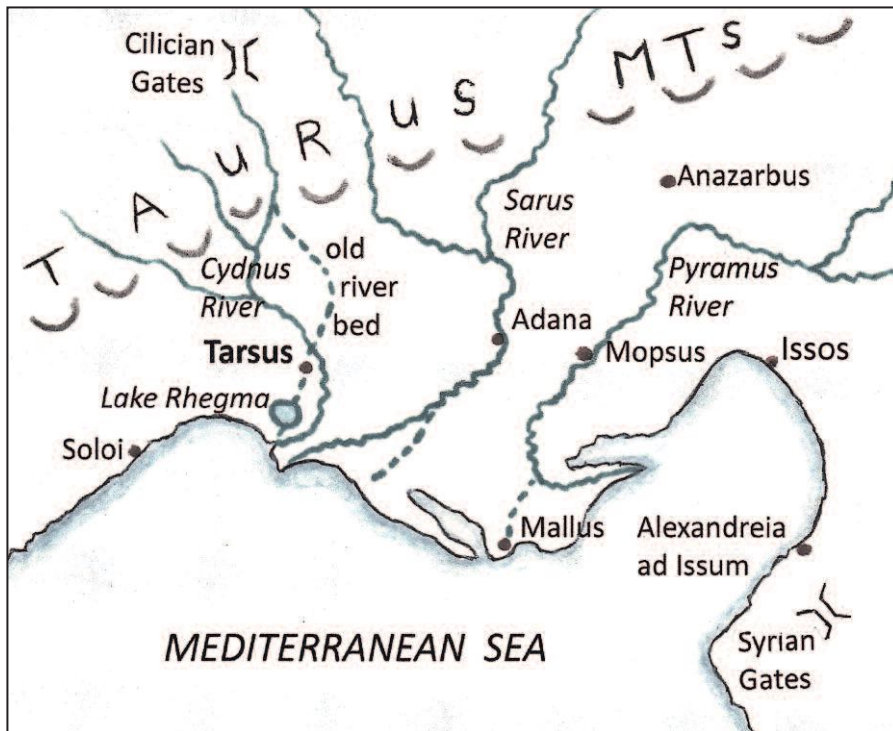 Cilician
Gates
TAURUS MTs
Anazarbus
Sarus
River
old
river
bed
Cydnus
River
Pyramus
River
Adana
Mopsus
Issos
Tarsus
Lake Rhegma
Soloi
Mallus
Alexandreia
ad Issum
MEDITERRANEAN SEA
Syrian
Gates